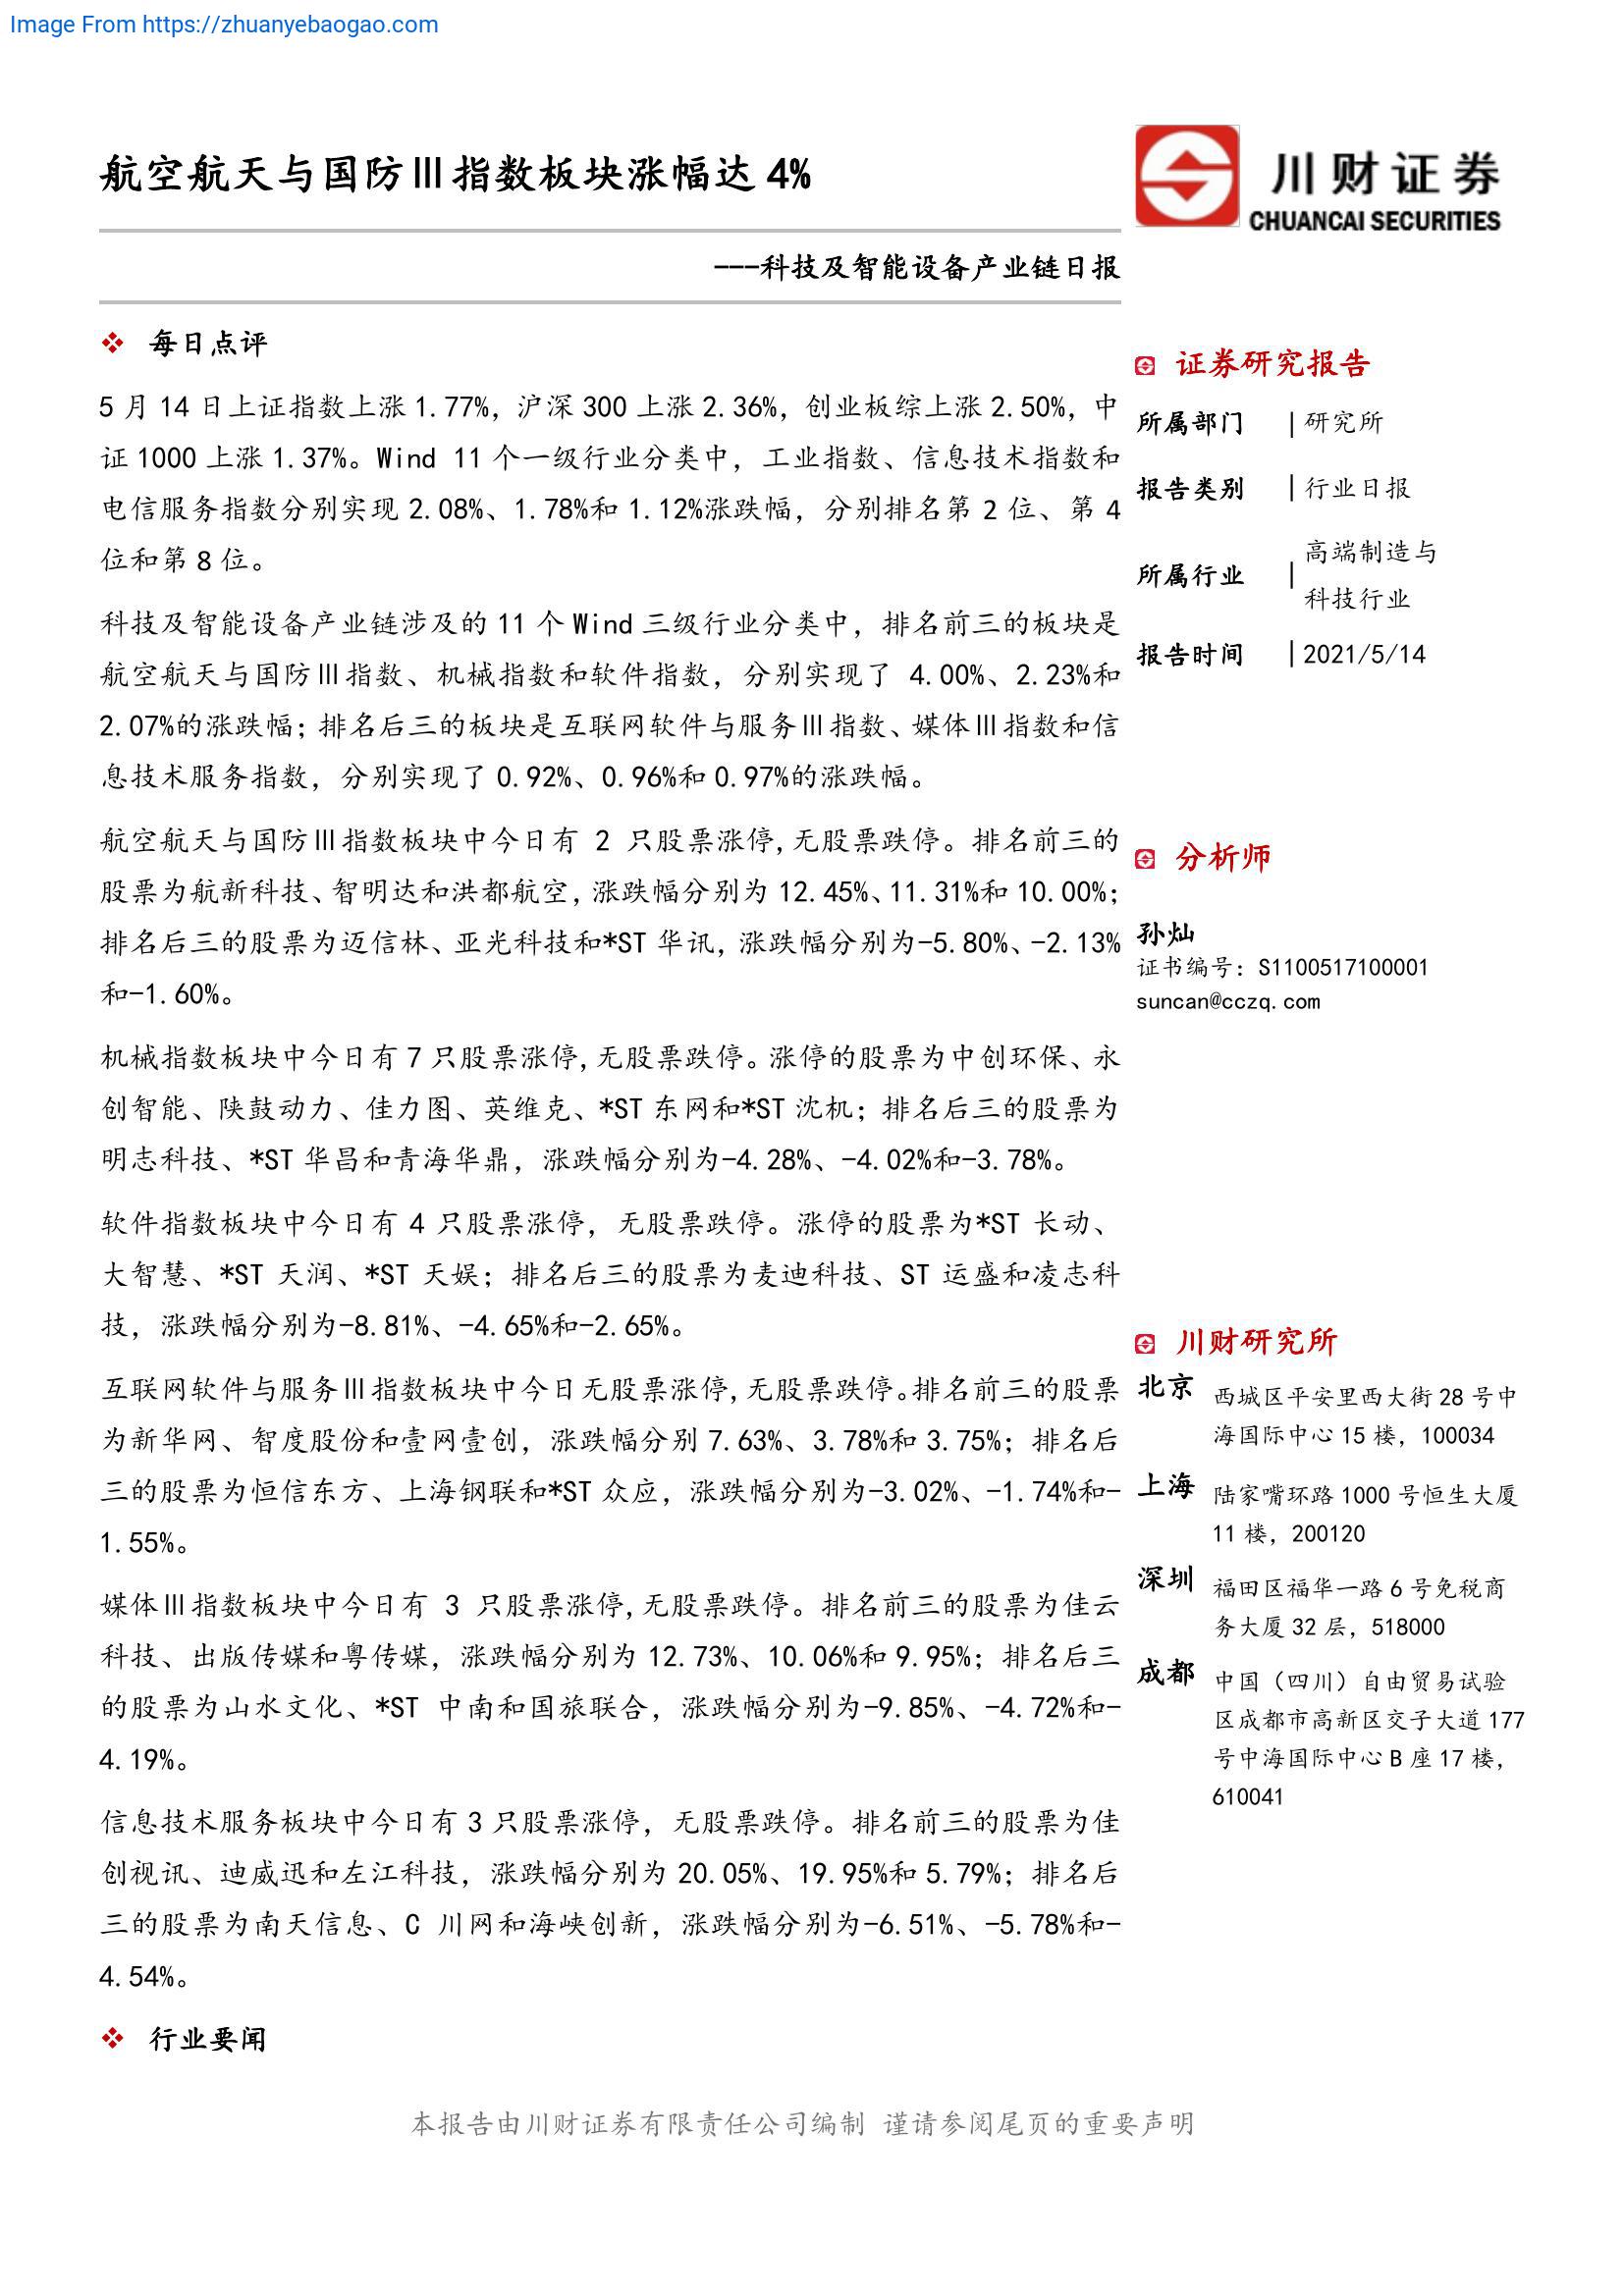 Image From https://zhuanyebaogao.com
航空航天与国防Ⅲ指数板块涨幅达 4%
---科技及智能设备产业链日报
川财证券
CHUANCAI SECURITIES
每日点评
5 月 14 日上证指数上涨 1.77%，沪深 300 上涨 2.36%，创业板综上涨 2.50%，中
证 1000 上涨 1.37%。Wind 11 个一级行业分类中，工业指数、信息技术指数和
电信服务指数分别实现 2.08%、1.78%和 1.12%涨跌幅，分别排名第 2 位、第 4
位和第 8 位。
科技及智能设备产业链涉及的 11 个 Wind 三级行业分类中，排名前三的板块是
航空航天与国防Ⅲ指数、机械指数和软件指数，分别实现了 4.00%、2.23%和
2.07%的涨跌幅；排名后三的板块是互联网软件与服务Ⅲ指数、媒体Ⅲ指数和信
息技术服务指数，分别实现了 0.92%、0.96%和 0.97%的涨跌幅。
航空航天与国防Ⅲ指数板块中今日有 2 只股票涨停，无股票跌停。排名前三的
股票为航新科技、智明达和洪都航空，涨跌幅分别为 12.45%、11.31%和 10.00%；
排名后三的股票为迈信林、亚光科技和*ST 华讯，涨跌幅分别为-5.80%、-2.13%
和-1.60%。
机械指数板块中今日有 7 只股票涨停，无股票跌停。涨停的股票为中创环保、永
创智能、陕鼓动力、佳力图、英维克、*ST 东网和*ST 沈机；排名后三的股票为
明志科技、*ST 华昌和青海华鼎，涨跌幅分别为-4.28%、-4.02%和-3.78%。
软件指数板块中今日有 4 只股票涨停，无股票跌停。涨停的股票为*ST 长动、
大智慧、*ST 天润、*ST 天娱；排名后三的股票为麦迪科技、ST 运盛和凌志科
技，涨跌幅分别为-8.81%、-4.65%和-2.65%。
互联网软件与服务Ⅲ指数板块中今日无股票涨停，无股票跌停。排名前三的股票
为新华网、智度股份和壹网壹创，涨跌幅分别 7.63%、3.78%和 3.75%；排名后
三的股票为恒信东方、上海钢联和*ST 众应，涨跌幅分别为-3.02%、-1.74%和-
1.55%。
媒体Ⅲ指数板块中今日有 3 只股票涨停，无股票跌停。排名前三的股票为佳云
科技、出版传媒和粤传媒，涨跌幅分别为 12.73%、10.06%和 9.95%；排名后三
的股票为山水文化、*ST 中南和国旅联合，涨跌幅分别为-9.85%、-4.72%和-
4.19%。
信息技术服务板块中今日有 3 只股票涨停，无股票跌停。排名前三的股票为佳
创视讯、迪威迅和左江科技，涨跌幅分别为 20.05%、19.95%和 5.79%；排名后
三的股票为南天信息、C 川网和海峡创新，涨跌幅分别为-6.51%、-5.78%和-
4.54%。
行业要闻
证券研究报告
所属部门 | 研究所
报告类别 | 行业日报
所属行业 | 高端制造与
科技行业
报告时间 | 2021/5/14
分析师
孙灿
证书编号：S1100517100001
suncan@cczq.com
川财研究所
北京 西城区平安里西大街 28 号中
海国际中心 15 楼，100034
上海 陆家嘴环路 1000 号恒生大厦
11 楼，200120
深圳 福田区福华一路 6 号免税商
务大厦 32 层，518000
成都 中国（四川）自由贸易试验
区成都市高新区交子大道 177
号中海国际中心 B 座 17 楼，
610041
本报告由川财证券有限责任公司编制 谨请参阅尾页的重要声明